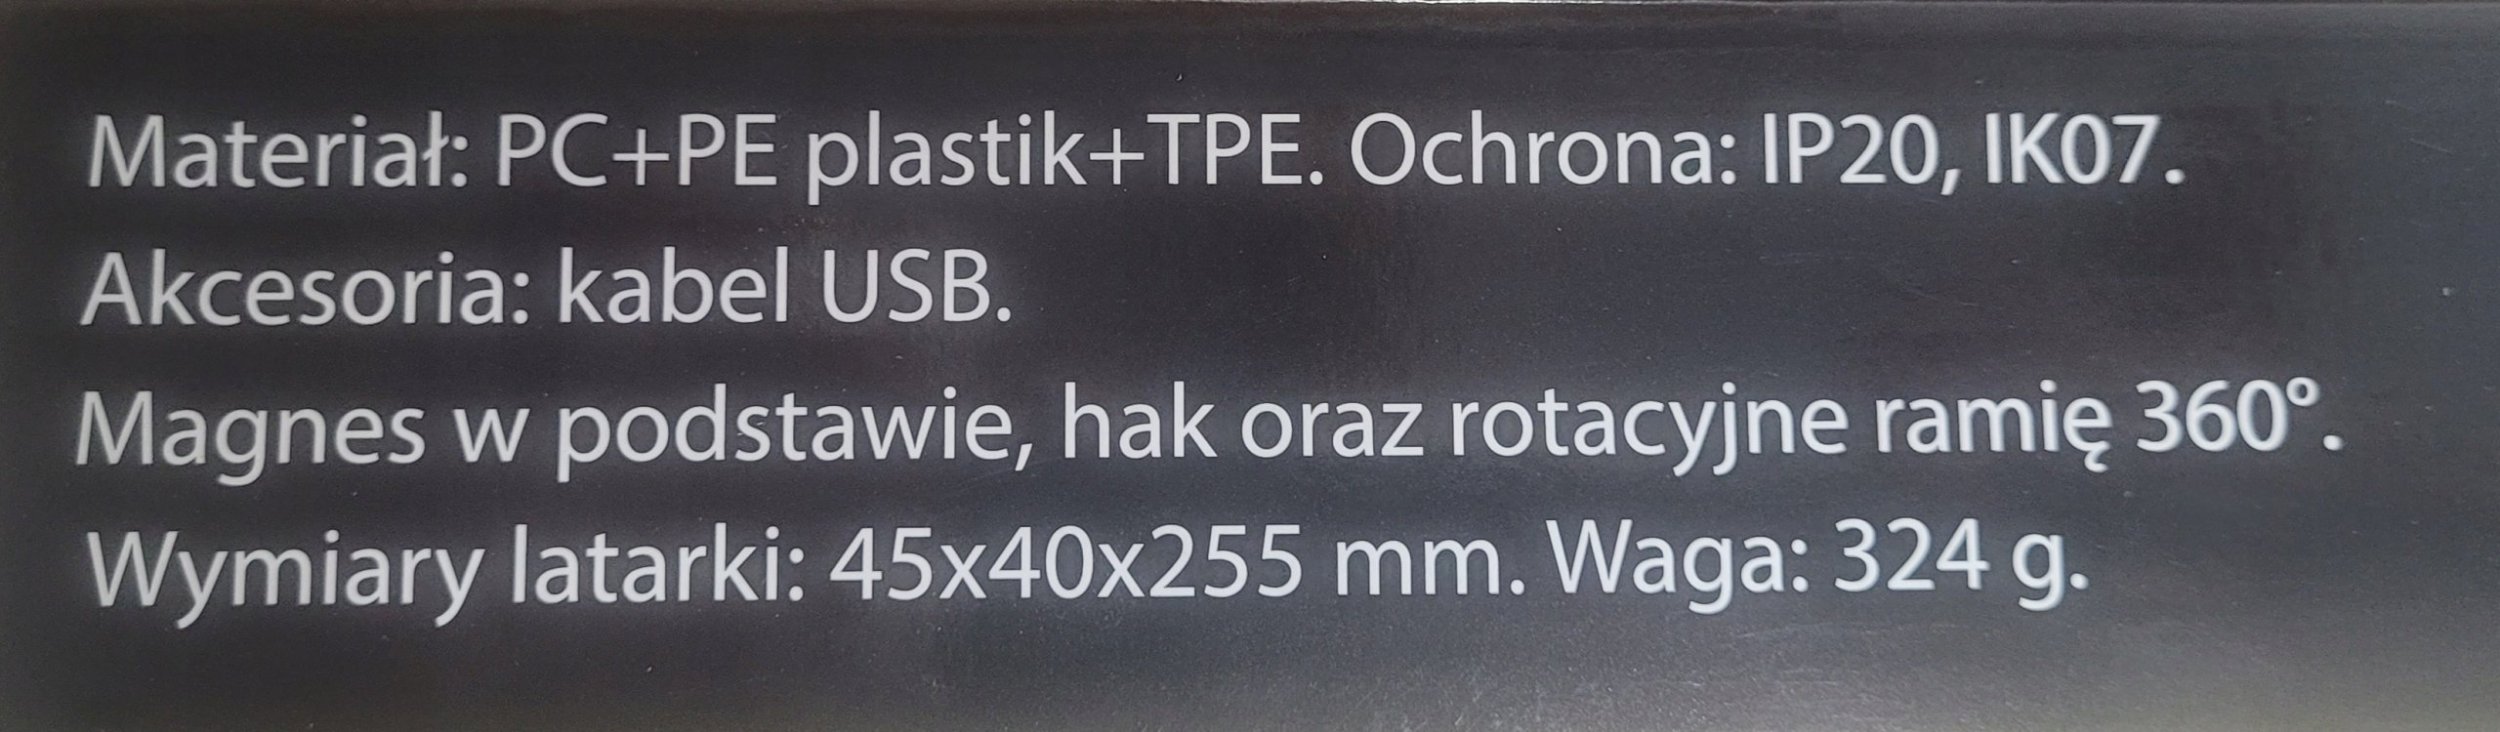 Materiał: PC+PE plastik+TPE. Ochrona: IP20, IK07.
Akcesoria: kabel USB.
Magnes w podstawie, hak oraz rotacyjne ramię 360º.
Wymiary latarki: 45x40x255 mm. Waga: 324 g.